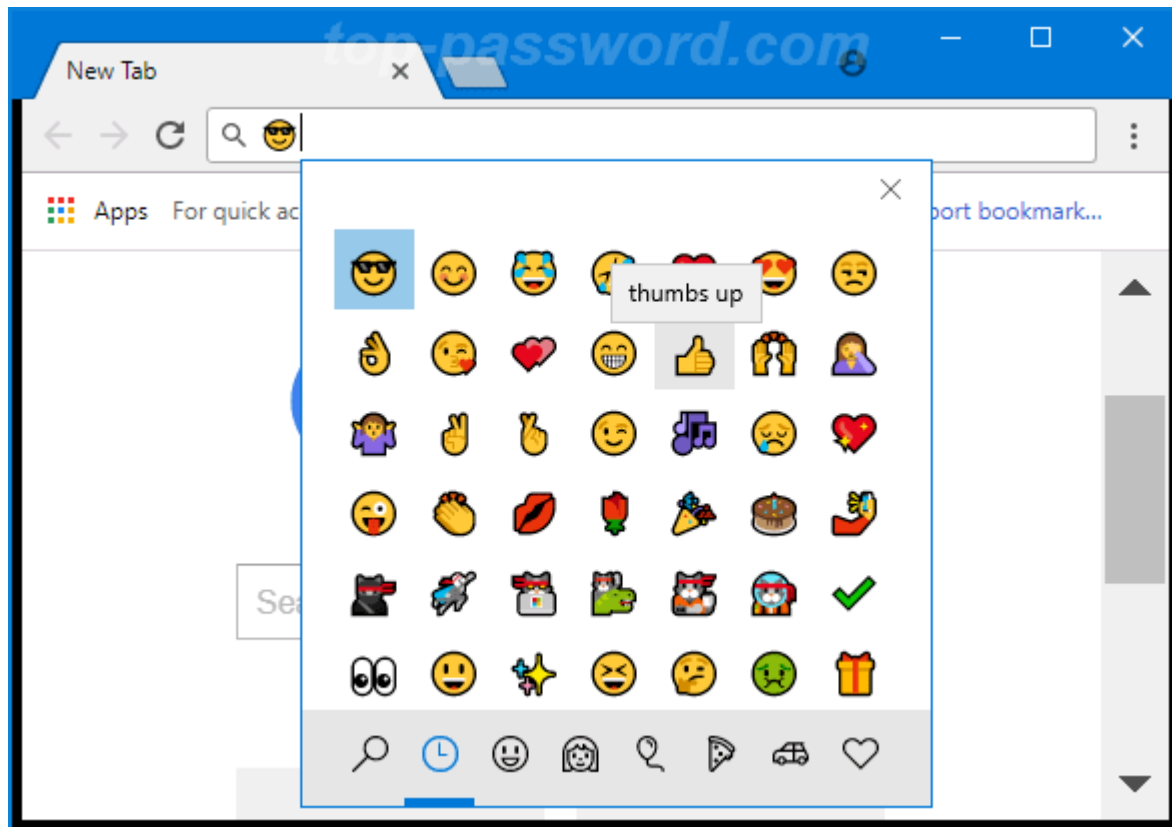 top-password.com
New Tab
Apps For quick ac
port bookmark...
thumbs up
Sea